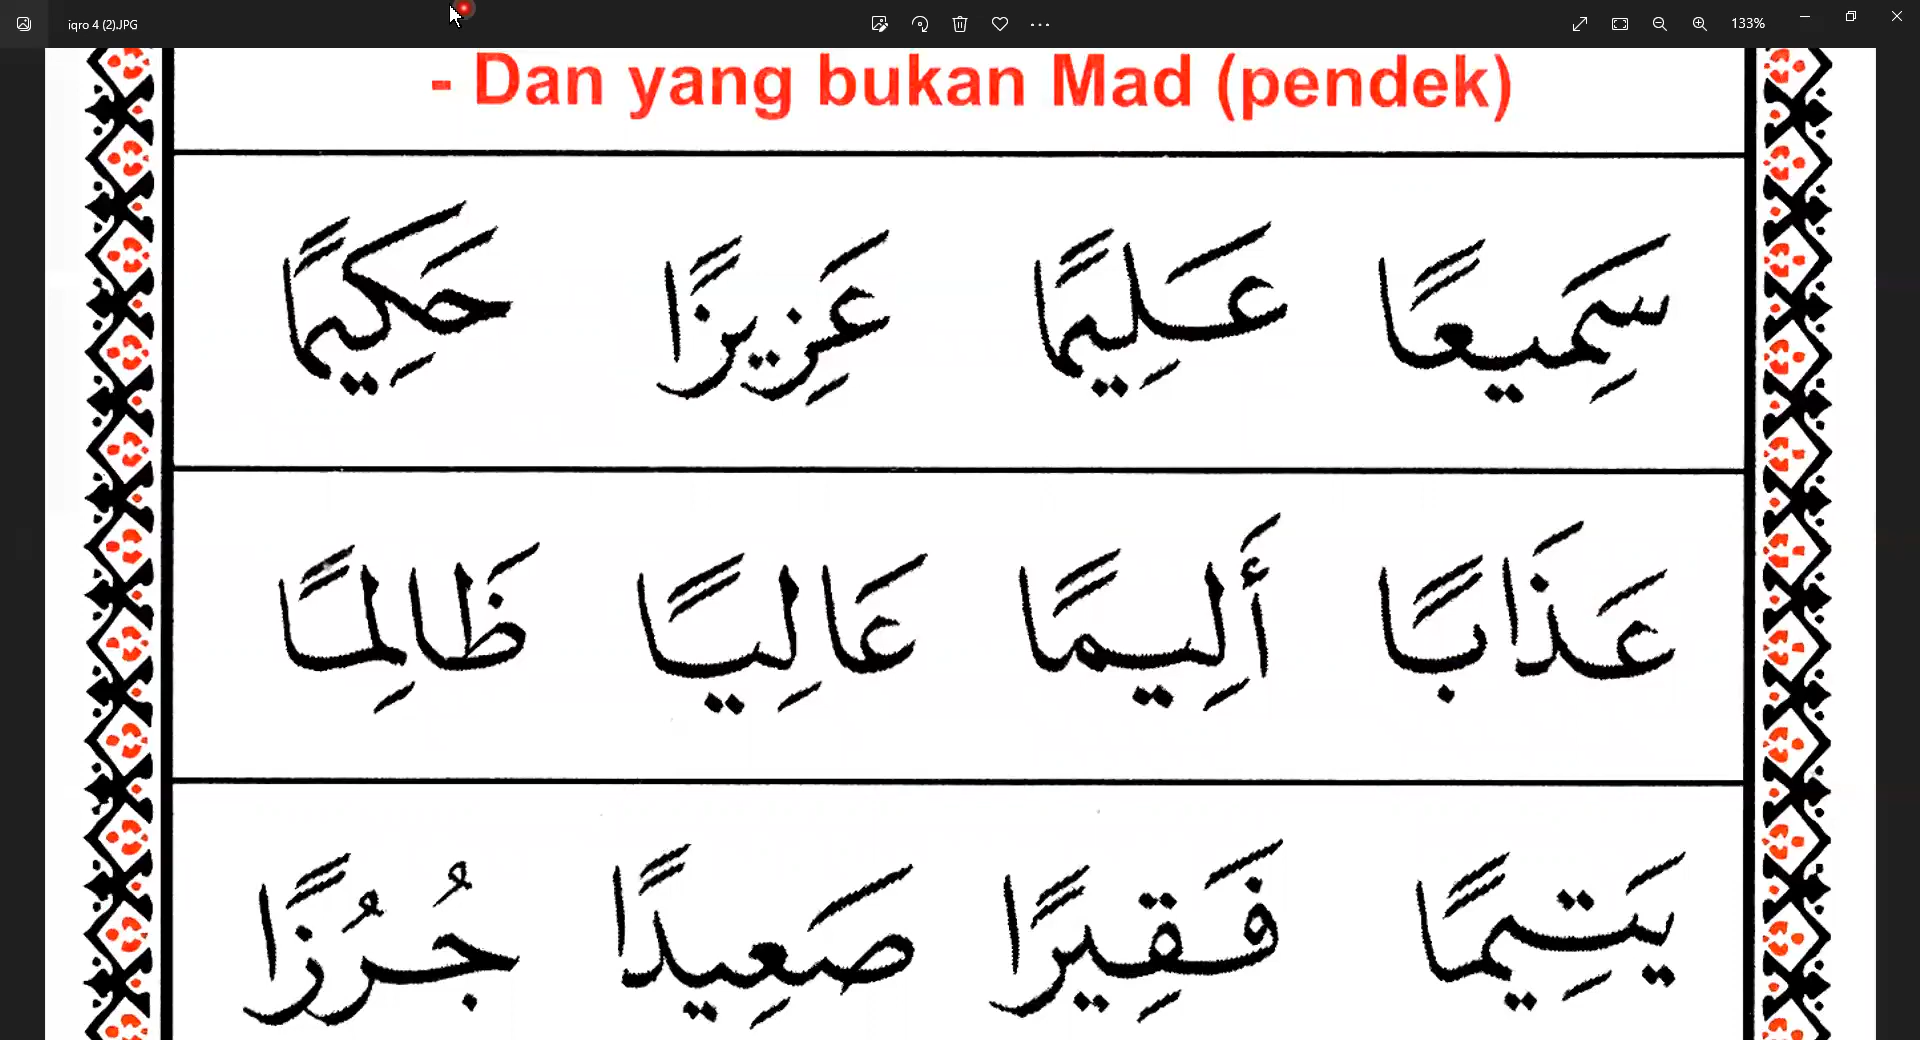 iqro 4 (2).JPG
133%
- Dan yang bukan Mad (pendek)
سَمِيعًا عَلِيمًا عَزِيزًا حَكِيمًا
عَذَابًا أَلِيمًا عَالِيًا ظَالِمًا
يَتِيمًا فَقِيرًا صَعِيدًا جُرُزًا